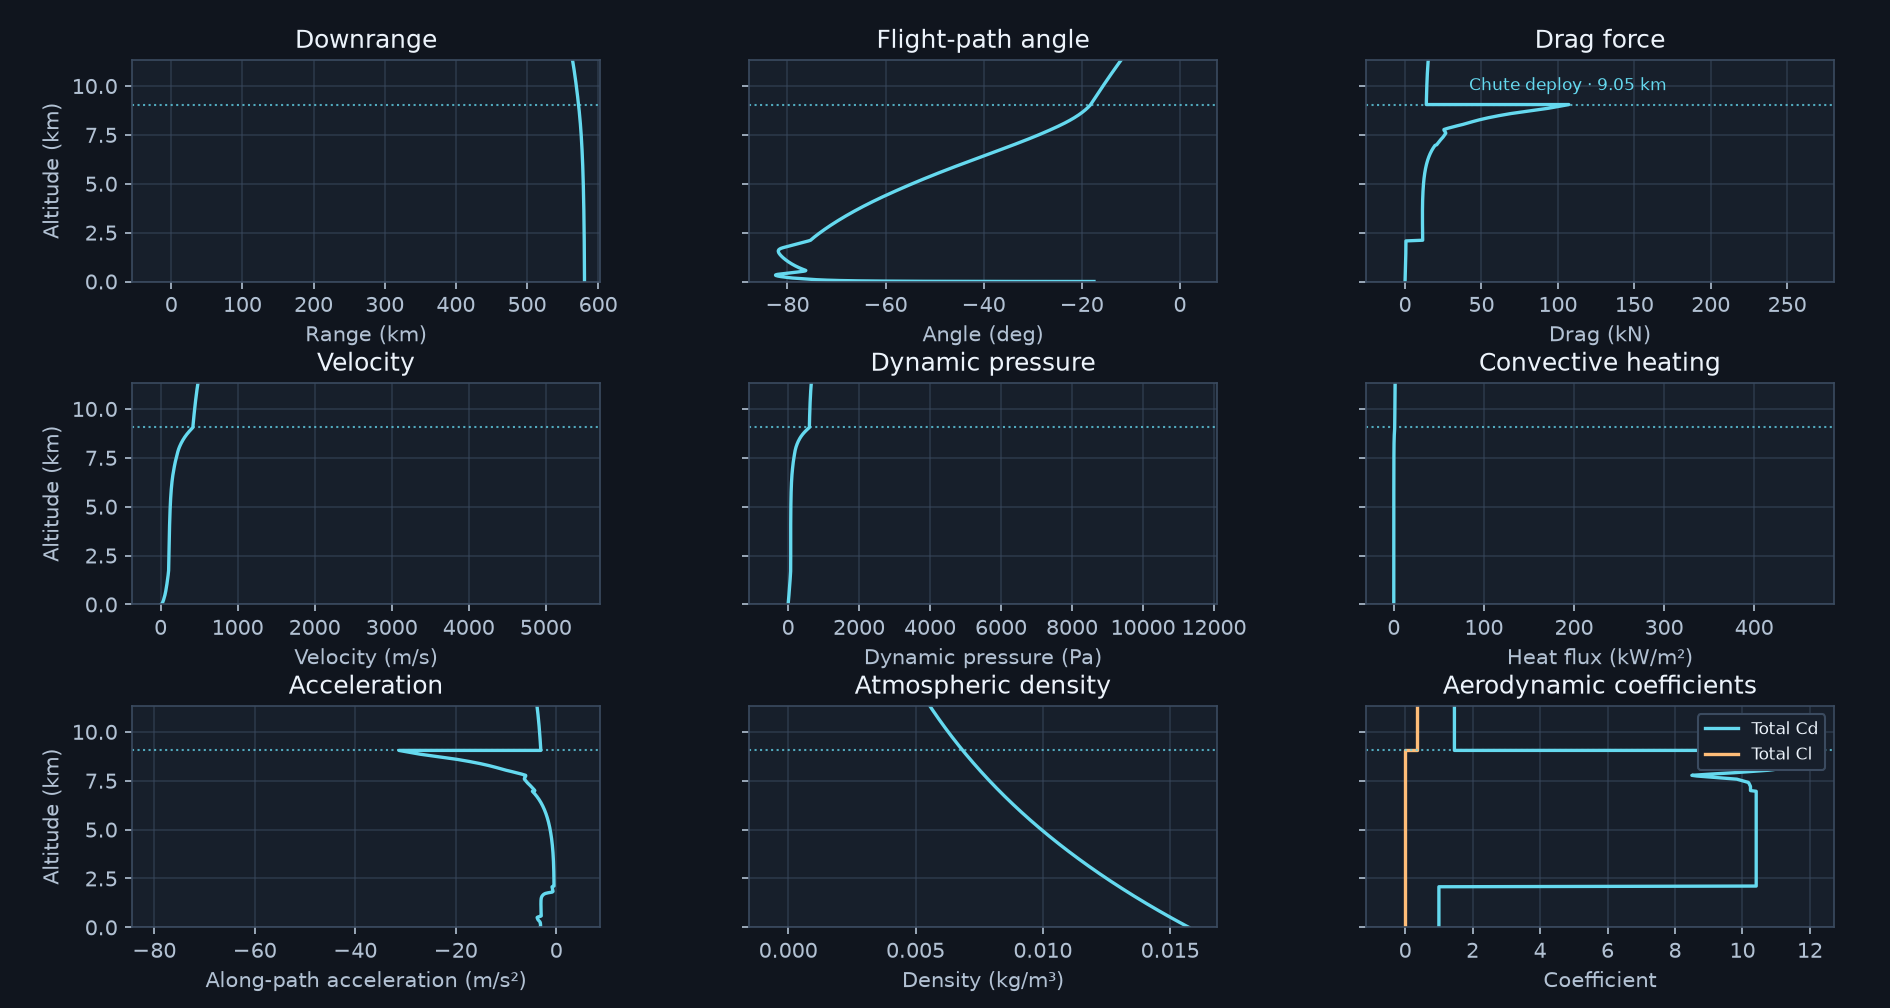 Downrange
Flight-path angle
Drag force
Altitude (km)
10.0
7.5
5.0
2.5
0.0
0 100 200 300 400 500 600
Range (km)
−80 −60 −40 −20 0
Angle (deg)
Chute deploy · 9.05 km
0 50 100 150 200 250
Drag (kN)
Velocity
Dynamic pressure
Convective heating
Altitude (km)
10.0
7.5
5.0
2.5
0.0
0 1000 2000 3000 4000 5000
Velocity (m/s)
0 2000 4000 6000 8000 10000 12000
Dynamic pressure (Pa)
0 100 200 300 400
Heat flux (kW/m²)
Acceleration
Atmospheric density
Aerodynamic coefficients
Altitude (km)
10.0
7.5
5.0
2.5
0.0
−80 −60 −40 −20 0
Along-path acceleration (m/s²)
0.000 0.005 0.010 0.015
Density (kg/m³)
Total Cd
Total Cl
0 2 4 6 8 10 12
Coefficient